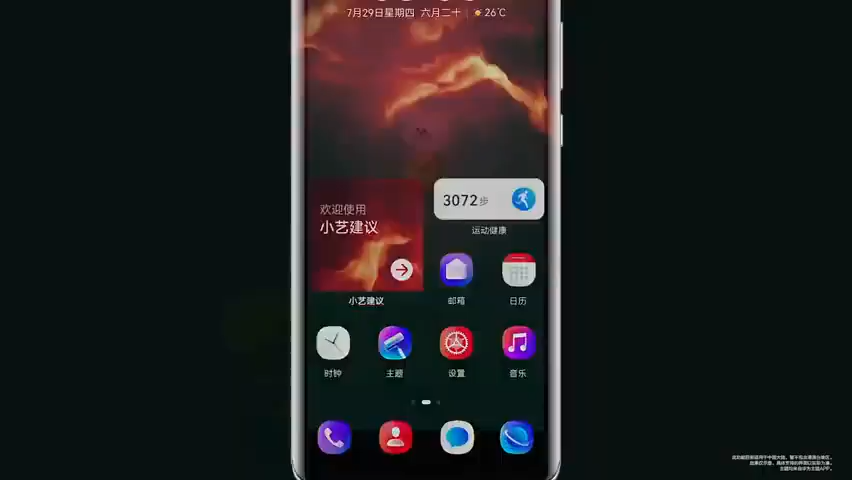 7月29日星期四 六月二十 26℃
欢迎使用
小艺建议
3072步
运动健康
小艺建议
邮箱
日历
时钟
主题
设置
音乐